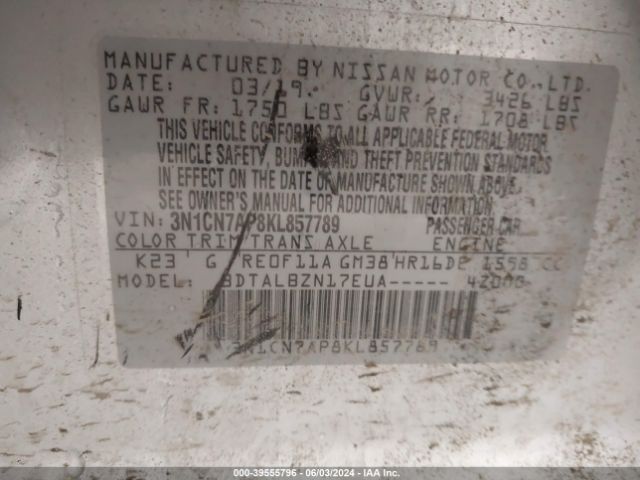 MANUFACTURED BY NISSAN MOTOR CO., LTD.
DATE: 03/19 GVWR: 3426 LBS
GAWR FR: 1750 LBS GAWR RR: 1708 LBS
THIS VEHICLE CONFORMS TO ALL APPLICABLE FEDERAL MOTOR
VEHICLE SAFETY, BUMPER AND THEFT PREVENTION STANDARDS
IN EFFECT ON THE DATE OF MANUFACTURE SHOWN ABOVE.
SEE OWNER'S MANUAL FOR ADDITIONAL INFORMATION.
VIN: 3N1CN7AP8KL857789 PASSENGER CAR
COLOR TRIM TRANS AXLE ENGINE
K23 G RE0F11A GM38 HR16DE 1598 CC
MODEL: BDTALBZN17EUA-----
3N1CN7AP8KL857789
000-39555796 - 06/03/2024 - IAA Inc.